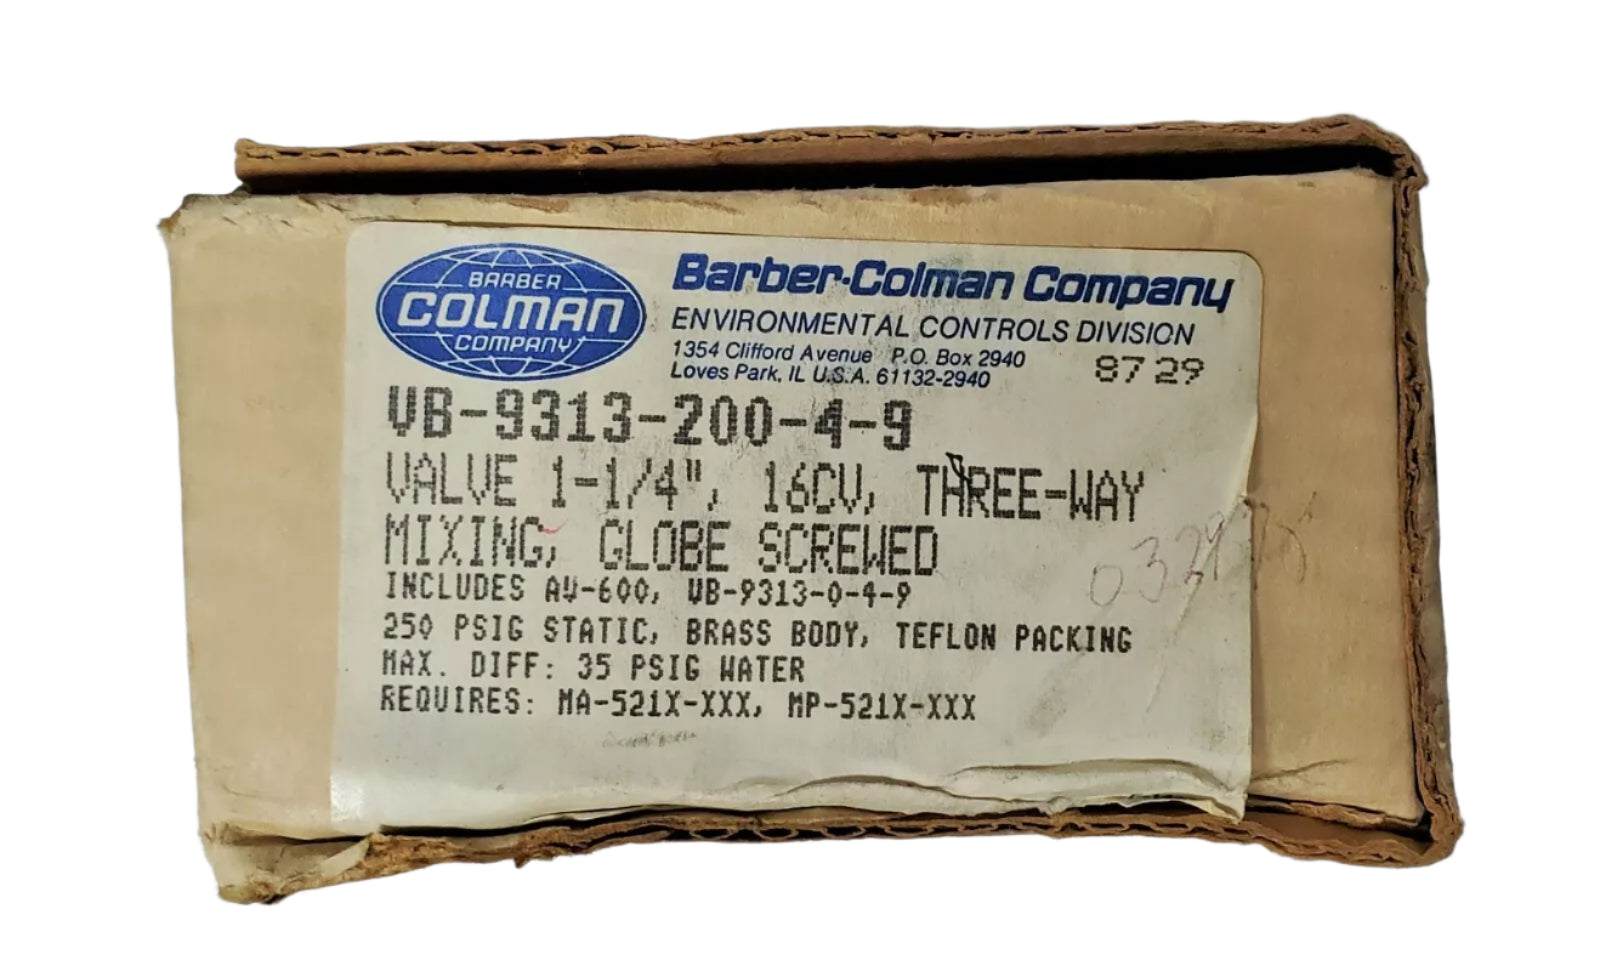 BARBER
COLMAN
COMPANY
Barber-Colman Company
ENVIRONMENTAL CONTROLS DIVISION
1354 Clifford Avenue P.O. Box 2940
Loves Park, IL U.S.A. 61132-2940
8729
VB-9313-200-4-9
VALVE 1-1/4", 16CV, THREE-WAY
MIXING, GLOBE SCREWED
INCLUDES AV-600, VB-9313-0-4-9
250 PSIG STATIC, BRASS BODY, TEFLON PACKING
MAX. DIFF: 35 PSIG WATER
REQUIRES: MA-521X-XXX, MP-521X-XXX